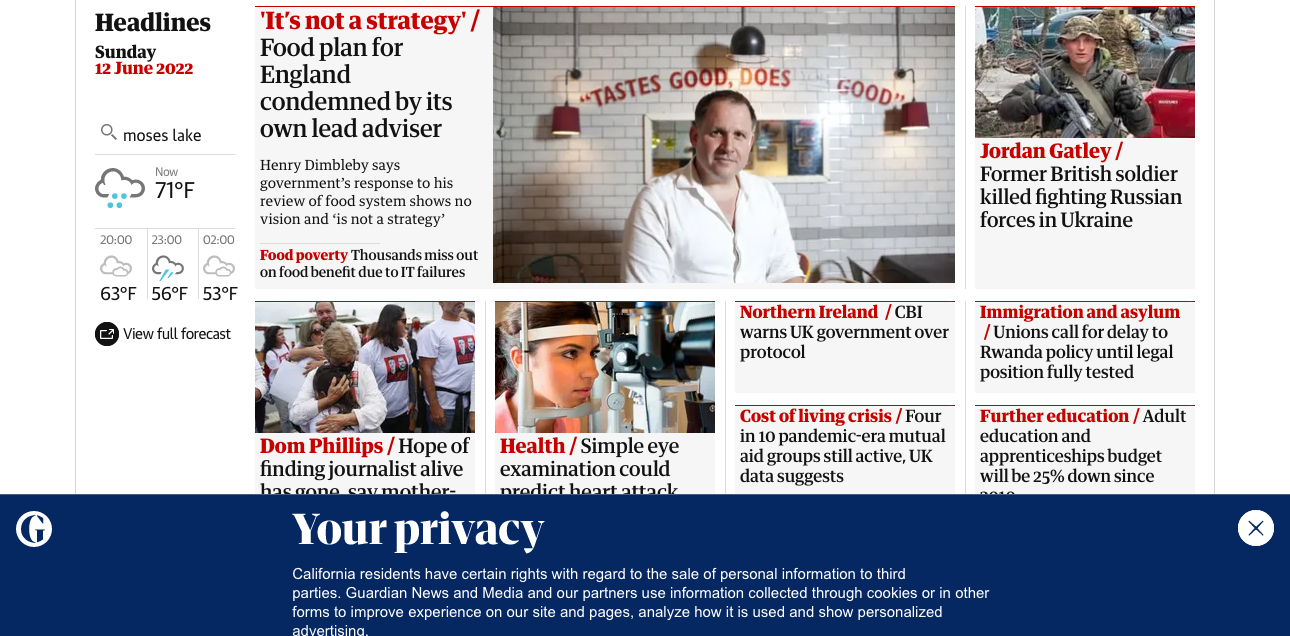 Headlines
Sunday
12 June 2022
moses lake
Now
71°F
20:00
23:00
02:00
63°F
56°F
53°F
View full forecast
'It's not a strategy' /
Food plan for
England
condemned by its
own lead adviser
Henry Dimbleby says
government's response to his
review of food system shows no
vision and 'is not a strategy'
Food poverty Thousands miss out
on food benefit due to IT failures
"TASTES GOOD, DOES GOOD"
SUZUKI
Jordan Gatley /
Former British soldier
killed fighting Russian
forces in Ukraine
Dom Phillips / Hope of
finding journalist alive
has gone, say mother-
Health / Simple eye
examination could
predict heart attack
Northern Ireland / CBI
warns UK government over
protocol
Cost of living crisis / Four
in 10 pandemic-era mutual
aid groups still active, UK
data suggests
Immigration and asylum
/ Unions call for delay to
Rwanda policy until legal
position fully tested
Further education / Adult
education and
apprenticeships budget
will be 25% down since
2010
G
Your privacy
California residents have certain rights with regard to the sale of personal information to third
parties. Guardian News and Media and our partners use information collected through cookies or in other
forms to improve experience on our site and pages, analyze how it is used and show personalized
advertising.